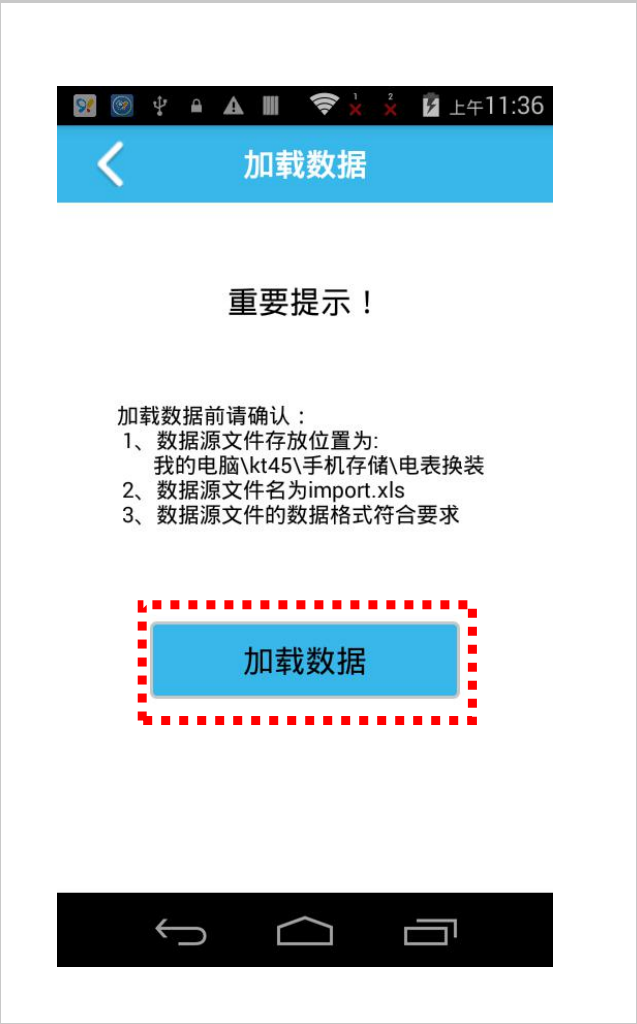 1 2 上午11:36
加载数据
重要提示！
加载数据前请确认：
1、数据源文件存放位置为:
我的电脑\kt45\手机存储\电表换装
2、数据源文件名为import.xls
3、数据源文件的数据格式符合要求
加载数据